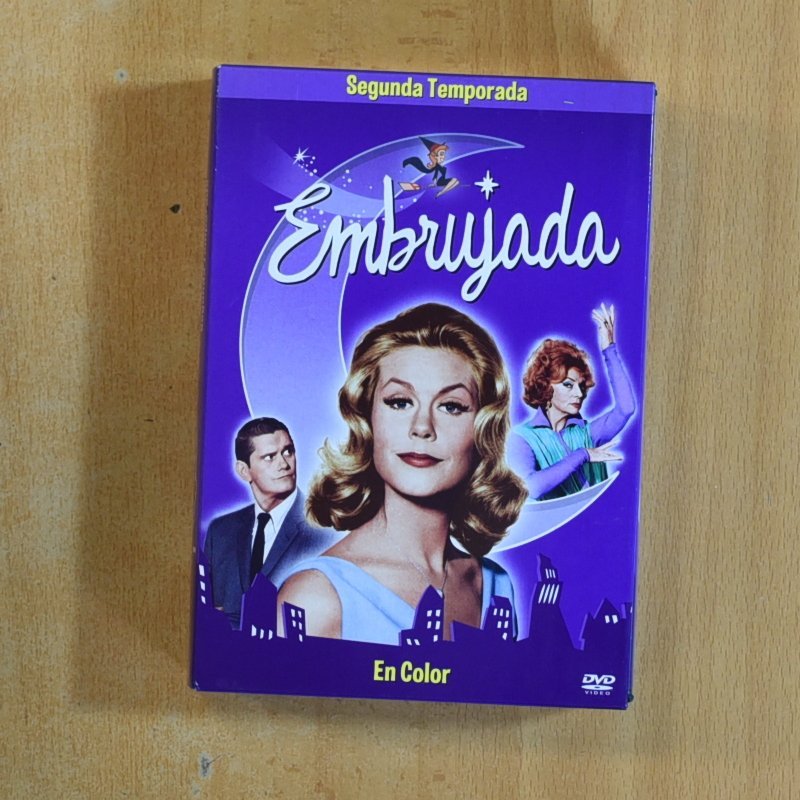 Segunda Temporada
Embrujada
En Color
DVD
VIDEO